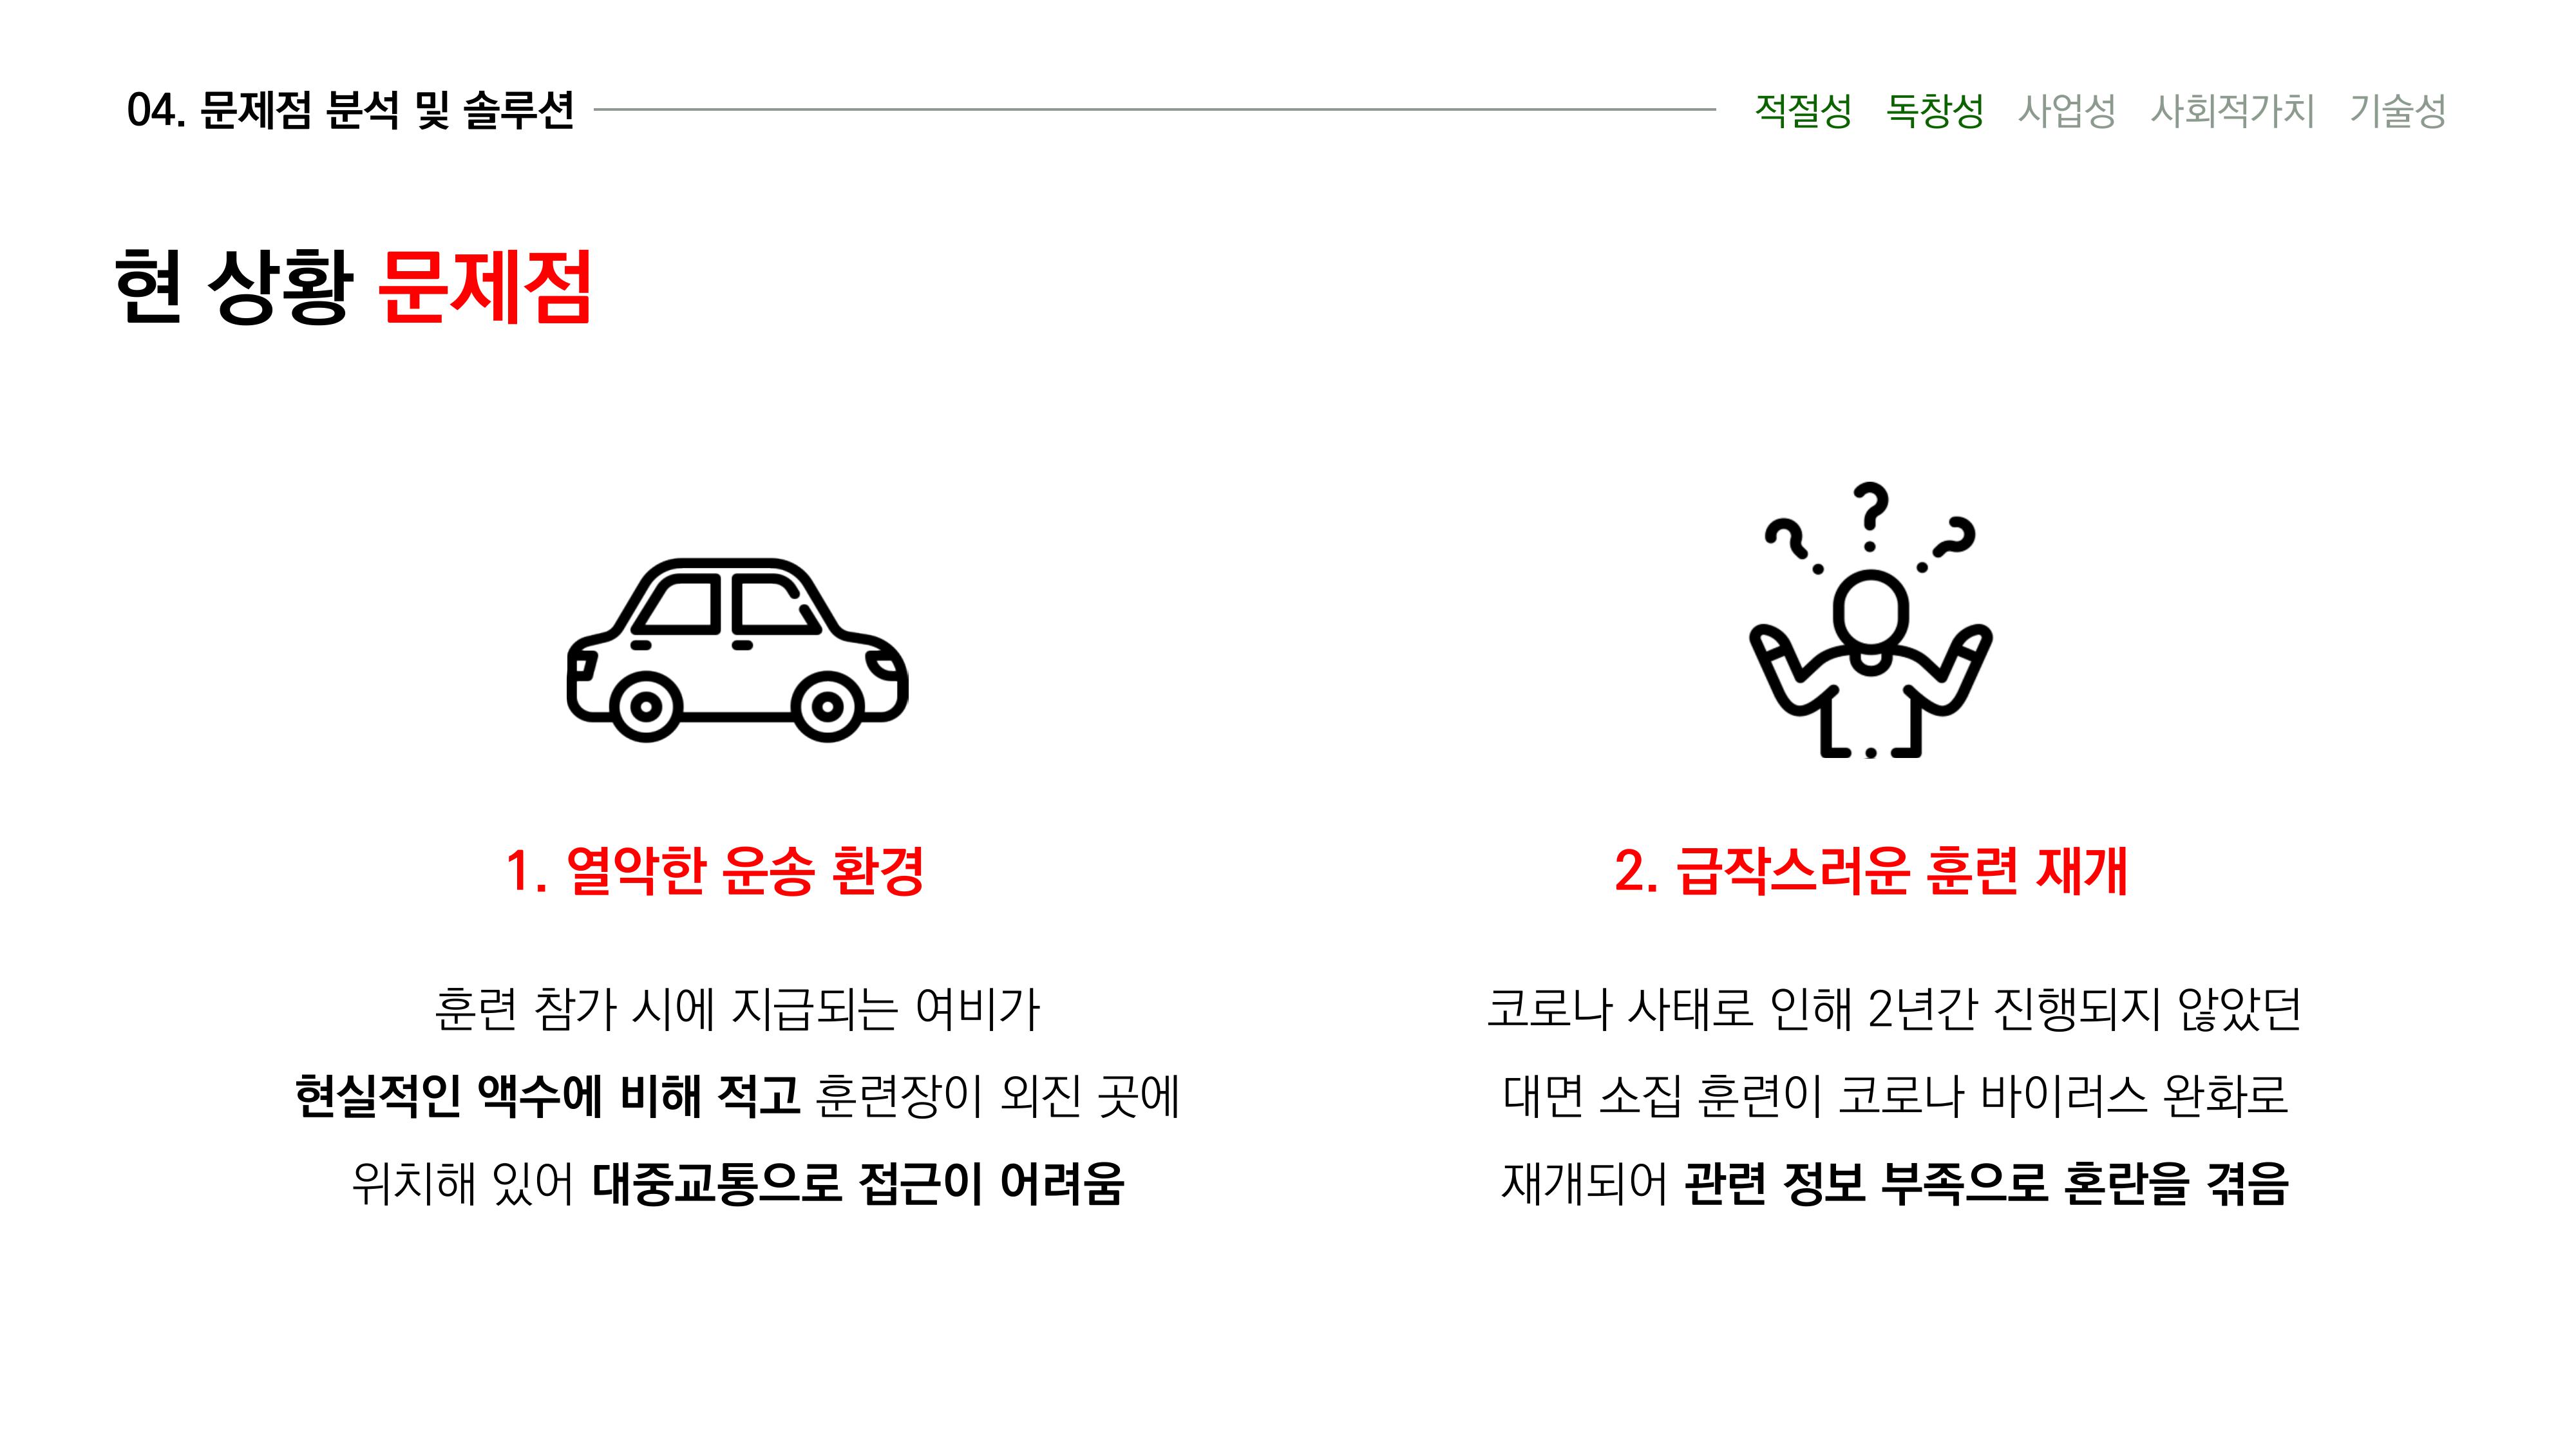 04. 문제점 분석 및 솔루션
적절성 독창성 사업성 사회적가치 기술성
현 상황 문제점
1. 열악한 운송 환경
훈련 참가 시에 지급되는 여비가
현실적인 액수에 비해 적고 훈련장이 외진 곳에
위치해 있어 대중교통으로 접근이 어려움
2. 급작스러운 훈련 재개
코로나 사태로 인해 2년간 진행되지 않았던
대면 소집 훈련이 코로나 바이러스 완화로
재개되어 관련 정보 부족으로 혼란을 겪음